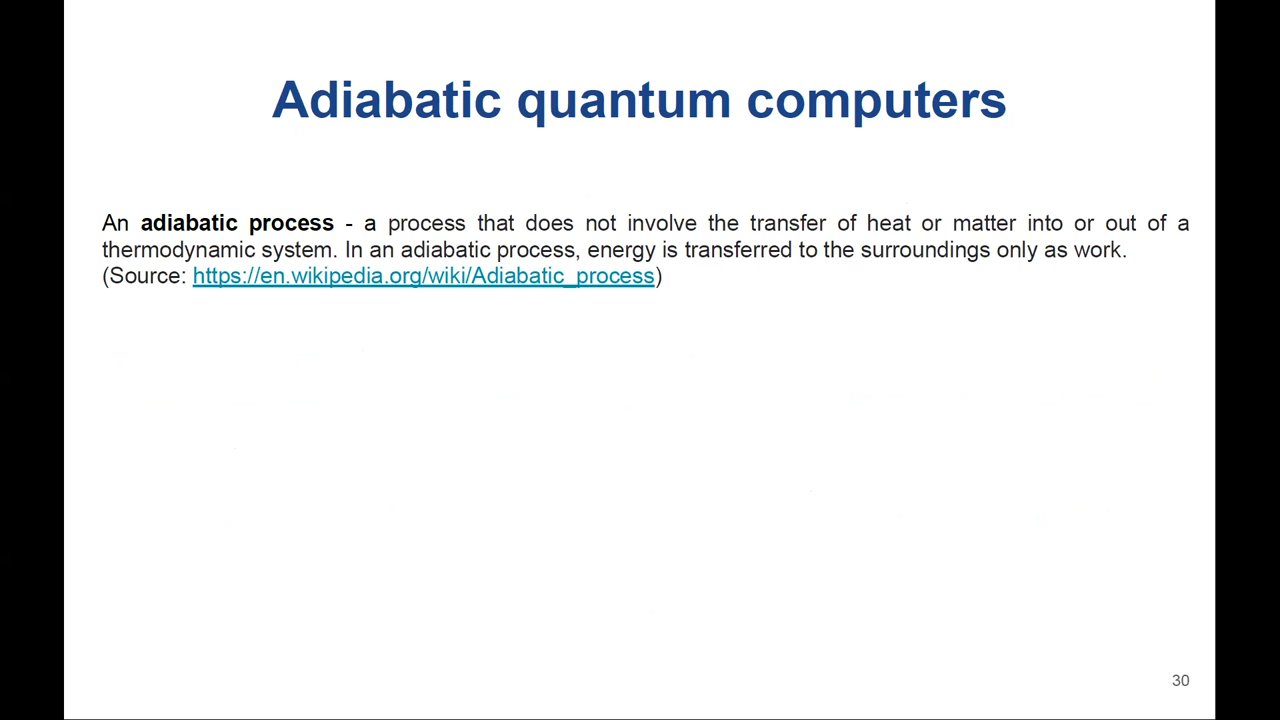 Adiabatic quantum computers
An adiabatic process - a process that does not involve the transfer of heat or matter into or out of a
thermodynamic system. In an adiabatic process, energy is transferred to the surroundings only as work.
(Source: https://en.wikipedia.org/wiki/Adiabatic_process)
30